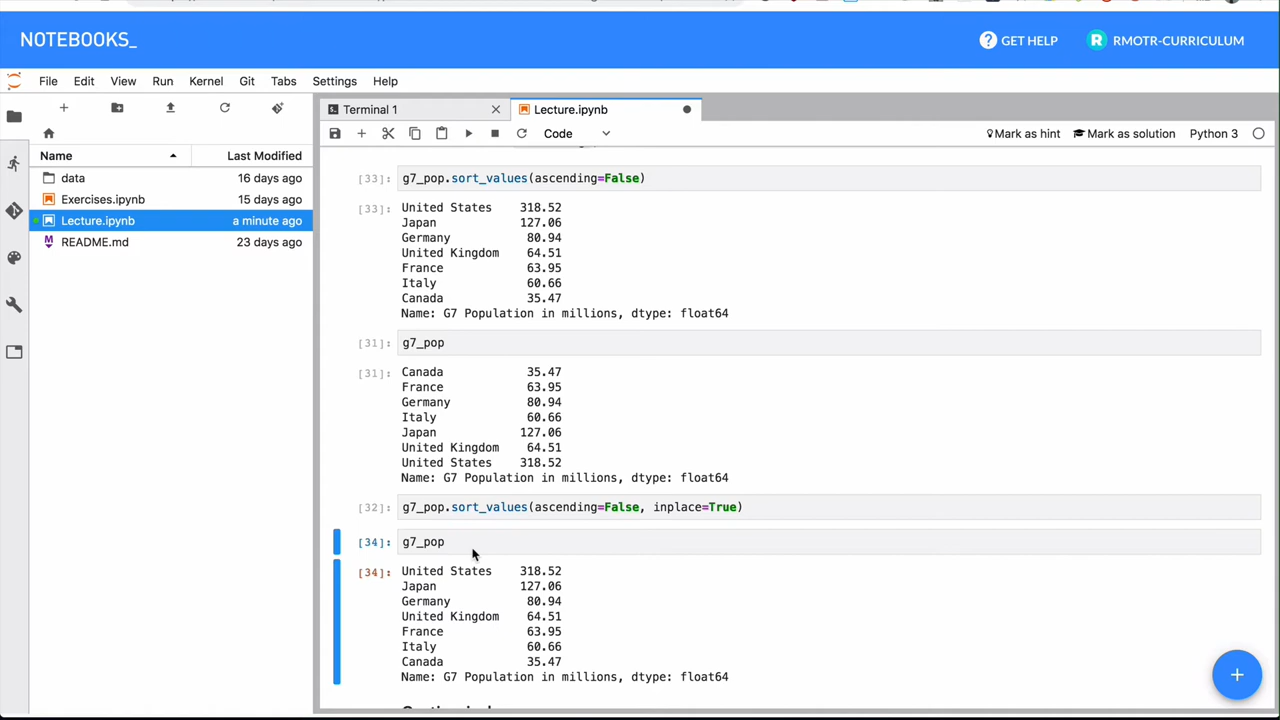 NOTEBOOKS_
GET HELP
R RMOTR-CURRICULUM
File Edit View Run Kernel Git Tabs Settings Help
Terminal 1
Lecture.ipynb
Code
Mark as hint
Mark as solution
Python 3
Name Last Modified
data 16 days ago
Exercises.ipynb 15 days ago
Lecture.ipynb a minute ago
README.md 23 days ago
[33]: g7_pop.sort_values(ascending=False)
[33]: United States 318.52
Japan 127.06
Germany 80.94
United Kingdom 64.51
France 63.95
Italy 60.66
Canada 35.47
Name: G7 Population in millions, dtype: float64
[31]: g7_pop
[31]: Canada 35.47
France 63.95
Germany 80.94
Italy 60.66
Japan 127.06
United Kingdom 64.51
United States 318.52
Name: G7 Population in millions, dtype: float64
[32]: g7_pop.sort_values(ascending=False, inplace=True)
[34]: g7_pop
[34]: United States 318.52
Japan 127.06
Germany 80.94
United Kingdom 64.51
France 63.95
Italy 60.66
Canada 35.47
Name: G7 Population in millions, dtype: float64